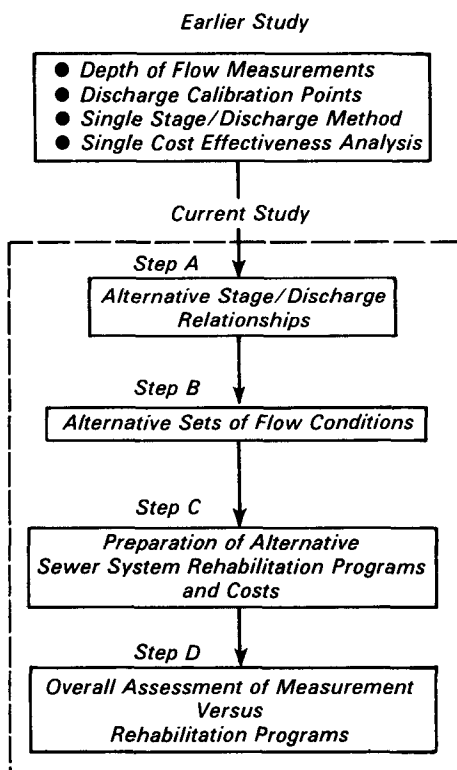 Earlier Study
● Depth of Flow Measurements
● Discharge Calibration Points
● Single Stage/Discharge Method
● Single Cost Effectiveness Analysis
Current Study
Step A
Alternative Stage/Discharge
Relationships
Step B
Alternative Sets of Flow Conditions
Step C
Preparation of Alternative
Sewer System Rehabilitation Programs
and Costs
Step D
Overall Assessment of Measurement
Versus
Rehabilitation Programs